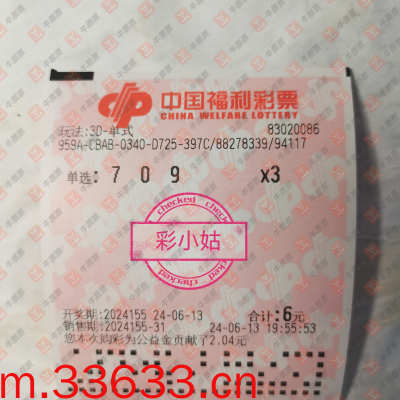 中国福利彩票
CHINA WELFARE LOTTERY
玩法:3D-单式 83020086
959A-CBAB-0340-D725-397C/88278339/94117
单选: 7 0 9 x3
checked
彩小姑
checked
开奖期:2024155 24-06-13 合计:6元
销售期:2024155-31 24-06-13 19:55:53
您本次购彩为公益金贡献了2.04元
m.33633.cn